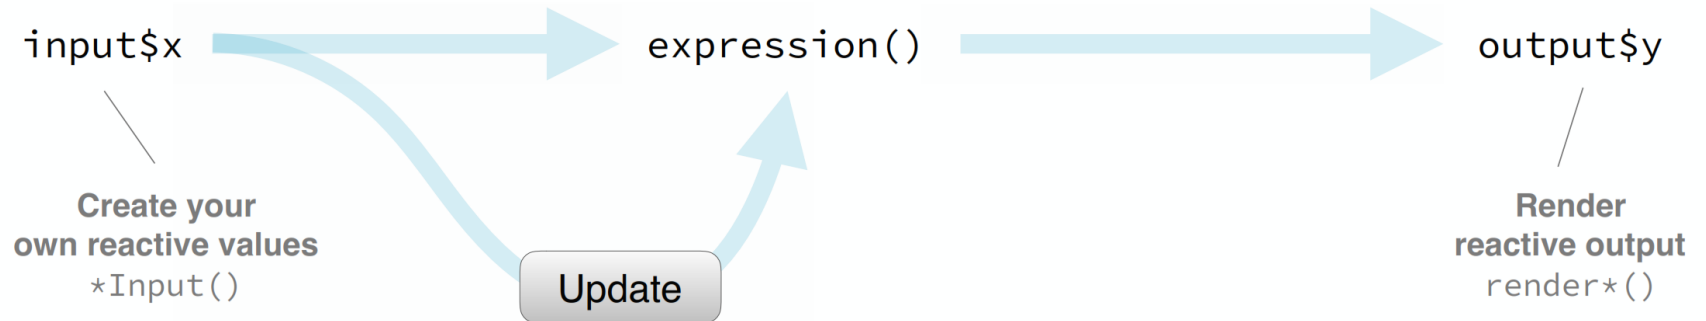 input$x
expression()
output$y
Create your
own reactive values
*Input()
Update
Render
reactive output
render*()